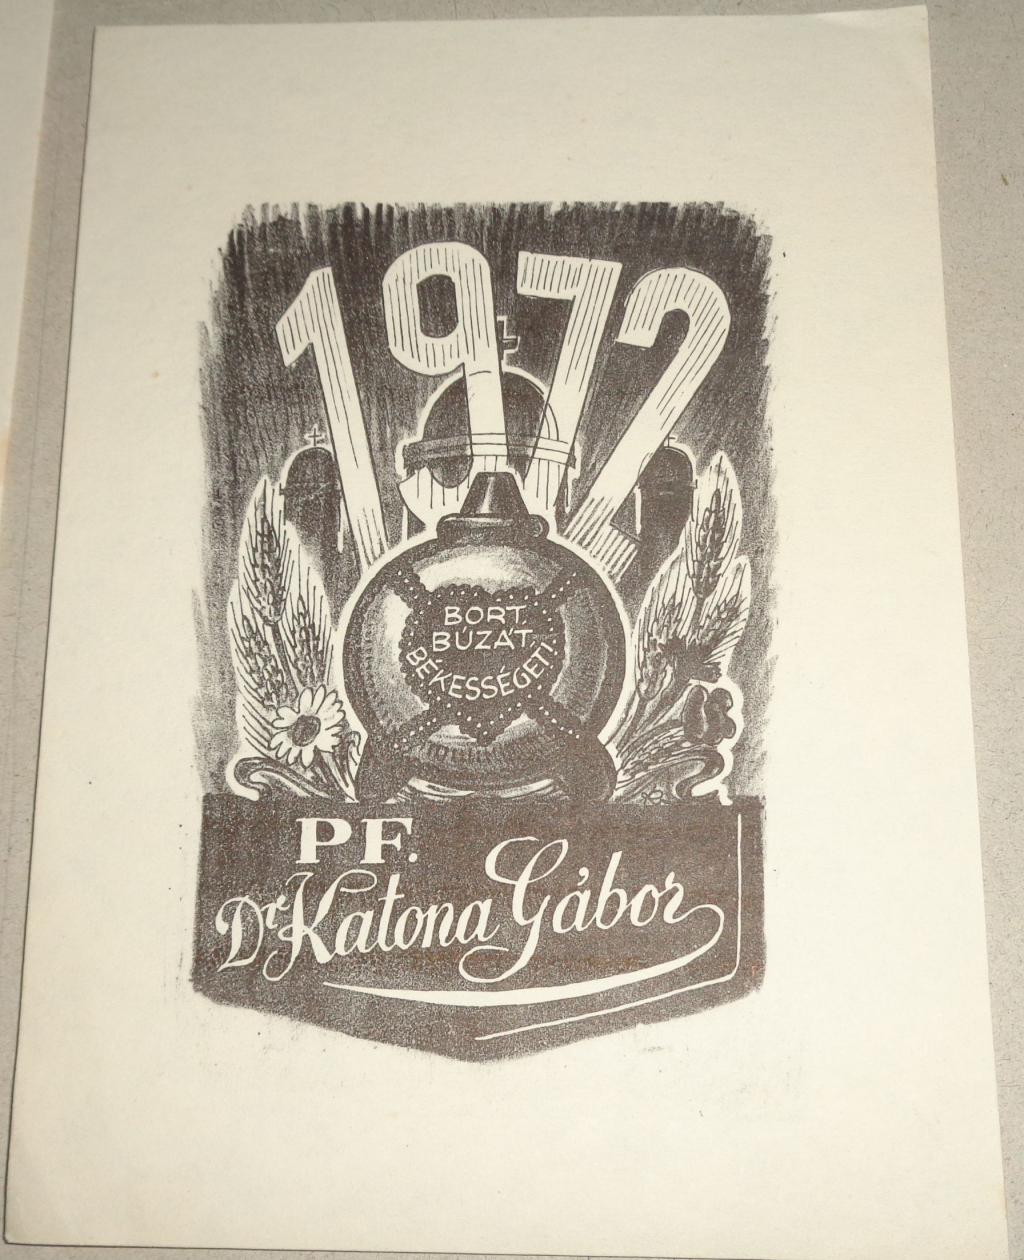 1972
BORT,
BÚZÁT,
BÉKESSÉGET!
PF.
Dr Katona Gábor